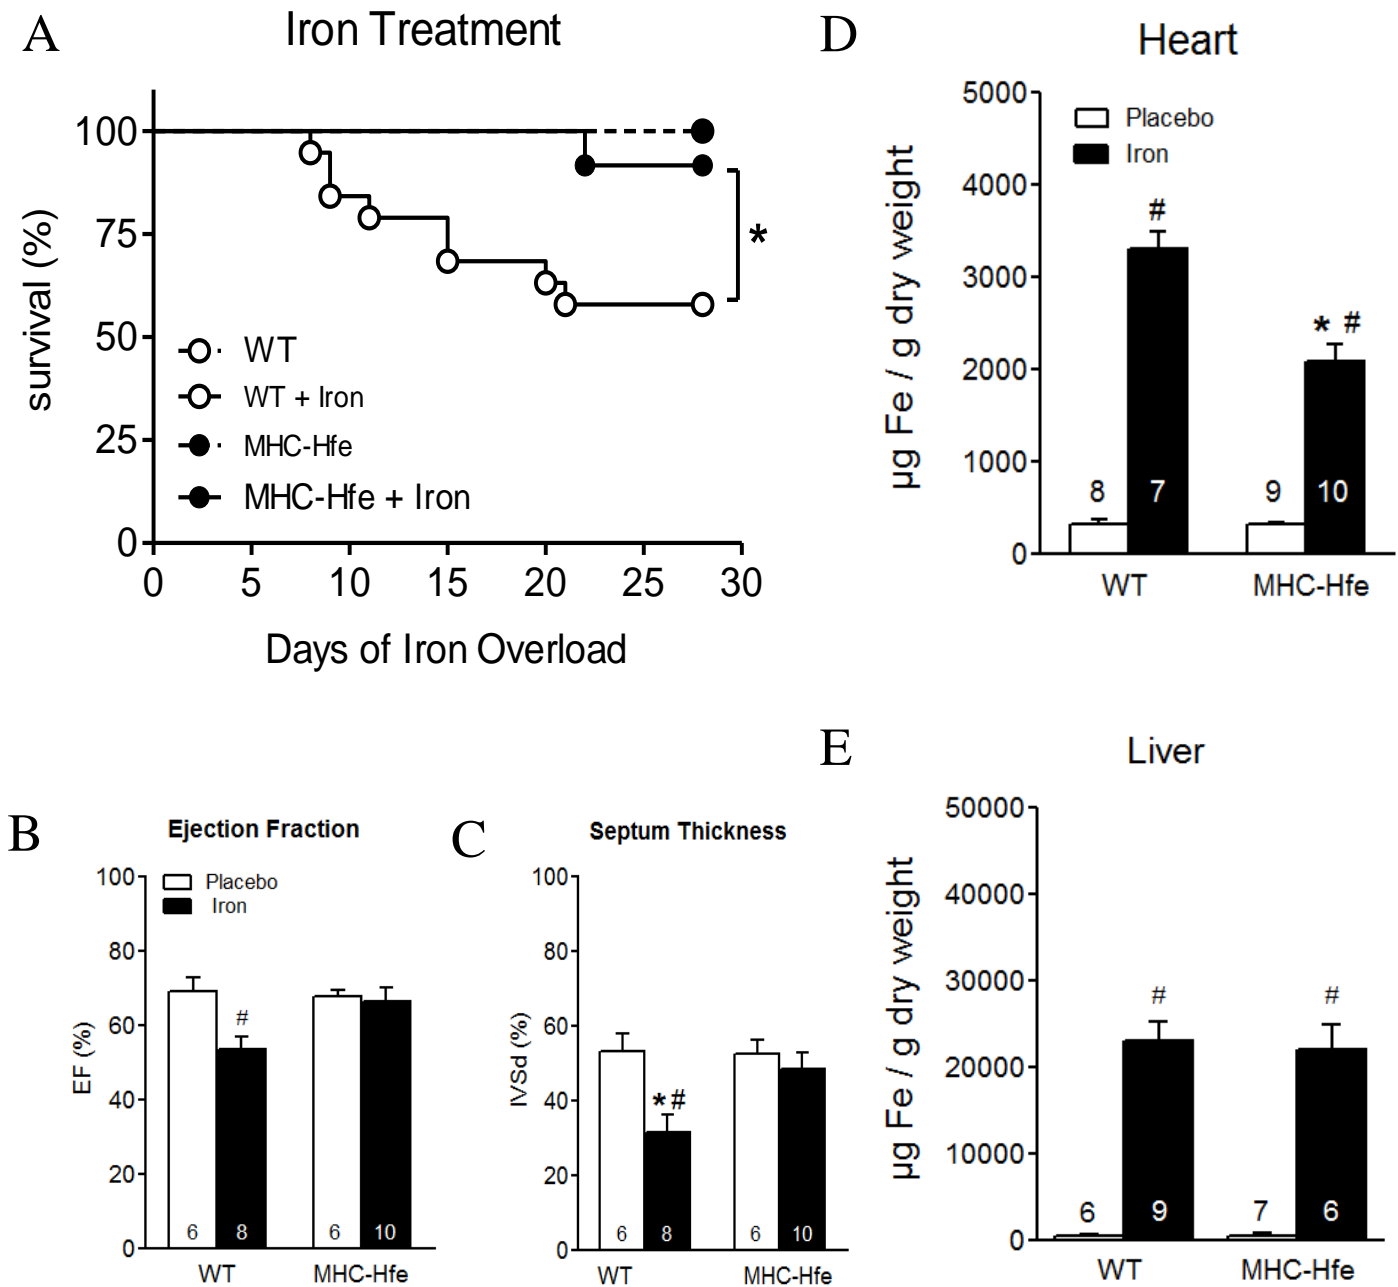 A
Iron Treatment
survival (%)
100
75
50
25
0
WT
WT + Iron
MHC-Hfe
MHC-Hfe + Iron
*
0 5 10 15 20 25 30
Days of Iron Overload
D
Heart
µg Fe / g dry weight
5000
4000
3000
2000
1000
0
Placebo
Iron
#
* #
8 7 9 10
WT MHC-Hfe
B
Ejection Fraction
EF (%)
100
80
60
40
20
0
Placebo
Iron
#
6 8 6 10
WT MHC-Hfe
C
Septum Thickness
IVSd (%)
100
80
60
40
20
0
*#
6 8 6 10
WT MHC-Hfe
E
Liver
µg Fe / g dry weight
50000
40000
30000
20000
10000
0
# #
6 9 7 6
WT MHC-Hfe